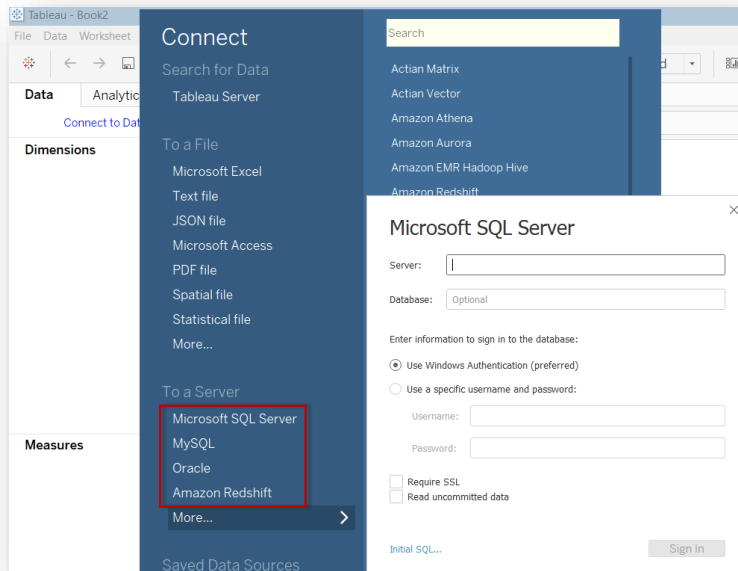 Tableau - Book2
File Data Worksheet
Data
Analytic
Connect to Dat
Dimensions
Measures
Connect
Search for Data
Tableau Server
To a File
Microsoft Excel
Text file
JSON file
Microsoft Access
PDF file
Spatial file
Statistical file
More...
To a Server
Microsoft SQL Server
MySQL
Oracle
Amazon Redshift
More...
Saved Data Sources
Search
Actian Matrix
Actian Vector
Amazon Athena
Amazon Aurora
Amazon EMR Hadoop Hive
Amazon Redshift
d
Microsoft SQL Server
Server:
Database: Optional
Enter information to sign in to the database:
Use Windows Authentication (preferred)
Use a specific username and password:
Username:
Password:
Require SSL
Read uncommitted data
Initial SQL...
Sign In